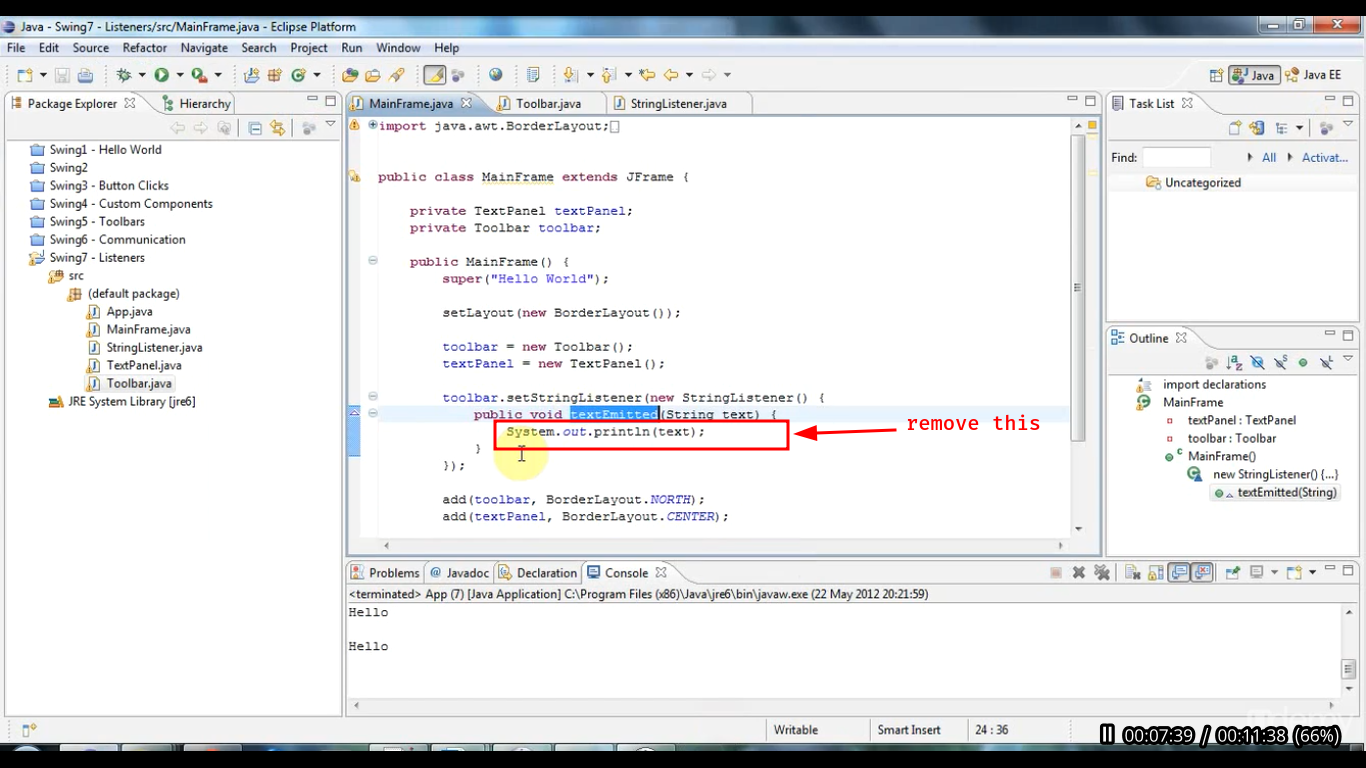 Java - Swing7 - Listeners/src/MainFrame.java - Eclipse Platform
File Edit Source Refactor Navigate Search Project Run Window Help
Java Java EE
Package Explorer Hierarchy
Swing1 - Hello World
Swing2
Swing3 - Button Clicks
Swing4 - Custom Components
Swing5 - Toolbars
Swing6 - Communication
Swing7 - Listeners
src
(default package)
App.java
MainFrame.java
StringListener.java
TextPanel.java
Toolbar.java
JRE System Library [jre6]
MainFrame.java Toolbar.java StringListener.java
import java.awt.BorderLayout;
public class MainFrame extends JFrame {
private TextPanel textPanel;
private Toolbar toolbar;
public MainFrame() {
super("Hello World");
setLayout(new BorderLayout());
toolbar = new Toolbar();
textPanel = new TextPanel();
toolbar.setStringListener(new StringListener() {
public void textEmitted(String text) {
System.out.println(text);
}
});
add(toolbar, BorderLayout.NORTH);
add(textPanel, BorderLayout.CENTER);
remove this
Task List
Find: All Activat...
Uncategorized
Outline
import declarations
MainFrame
textPanel : TextPanel
toolbar : Toolbar
MainFrame()
new StringListener() {...}
textEmitted(String)
Problems @ Javadoc Declaration Console
<terminated> App (7) [Java Application] C:\Program Files (x86)\Java\jre6\bin\javaw.exe (22 May 2012 20:21:59)
Hello
Hello
Writable Smart Insert 24 : 36
00:07:39 / 00:11:38 (66%)